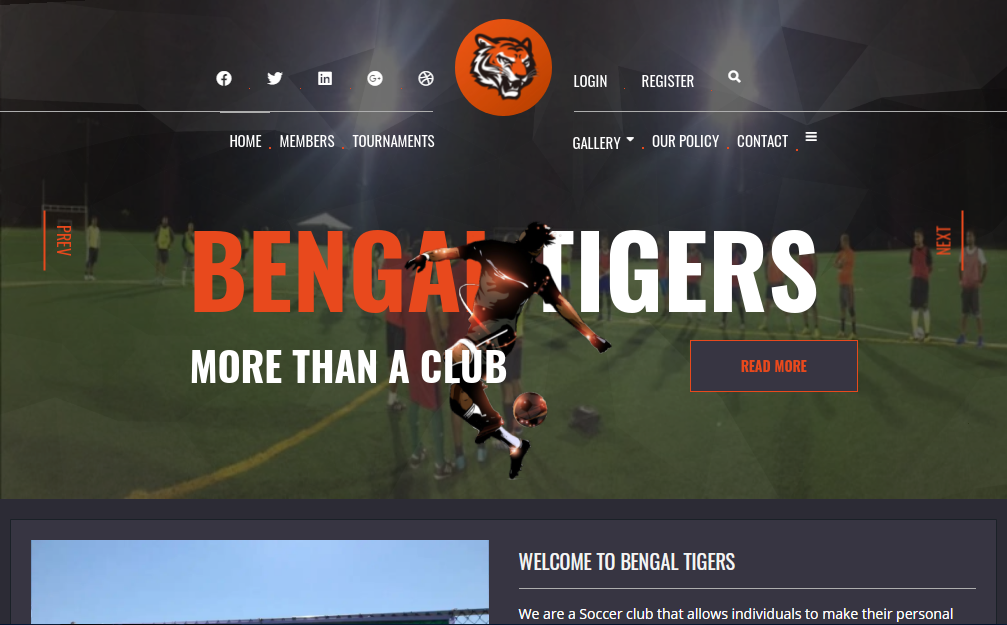 LOGIN REGISTER
HOME MEMBERS TOURNAMENTS
GALLERY OUR POLICY CONTACT
PREV
NEXT
BENGAL TIGERS
MORE THAN A CLUB
READ MORE
WELCOME TO BENGAL TIGERS
We are a Soccer club that allows individuals to make their personal